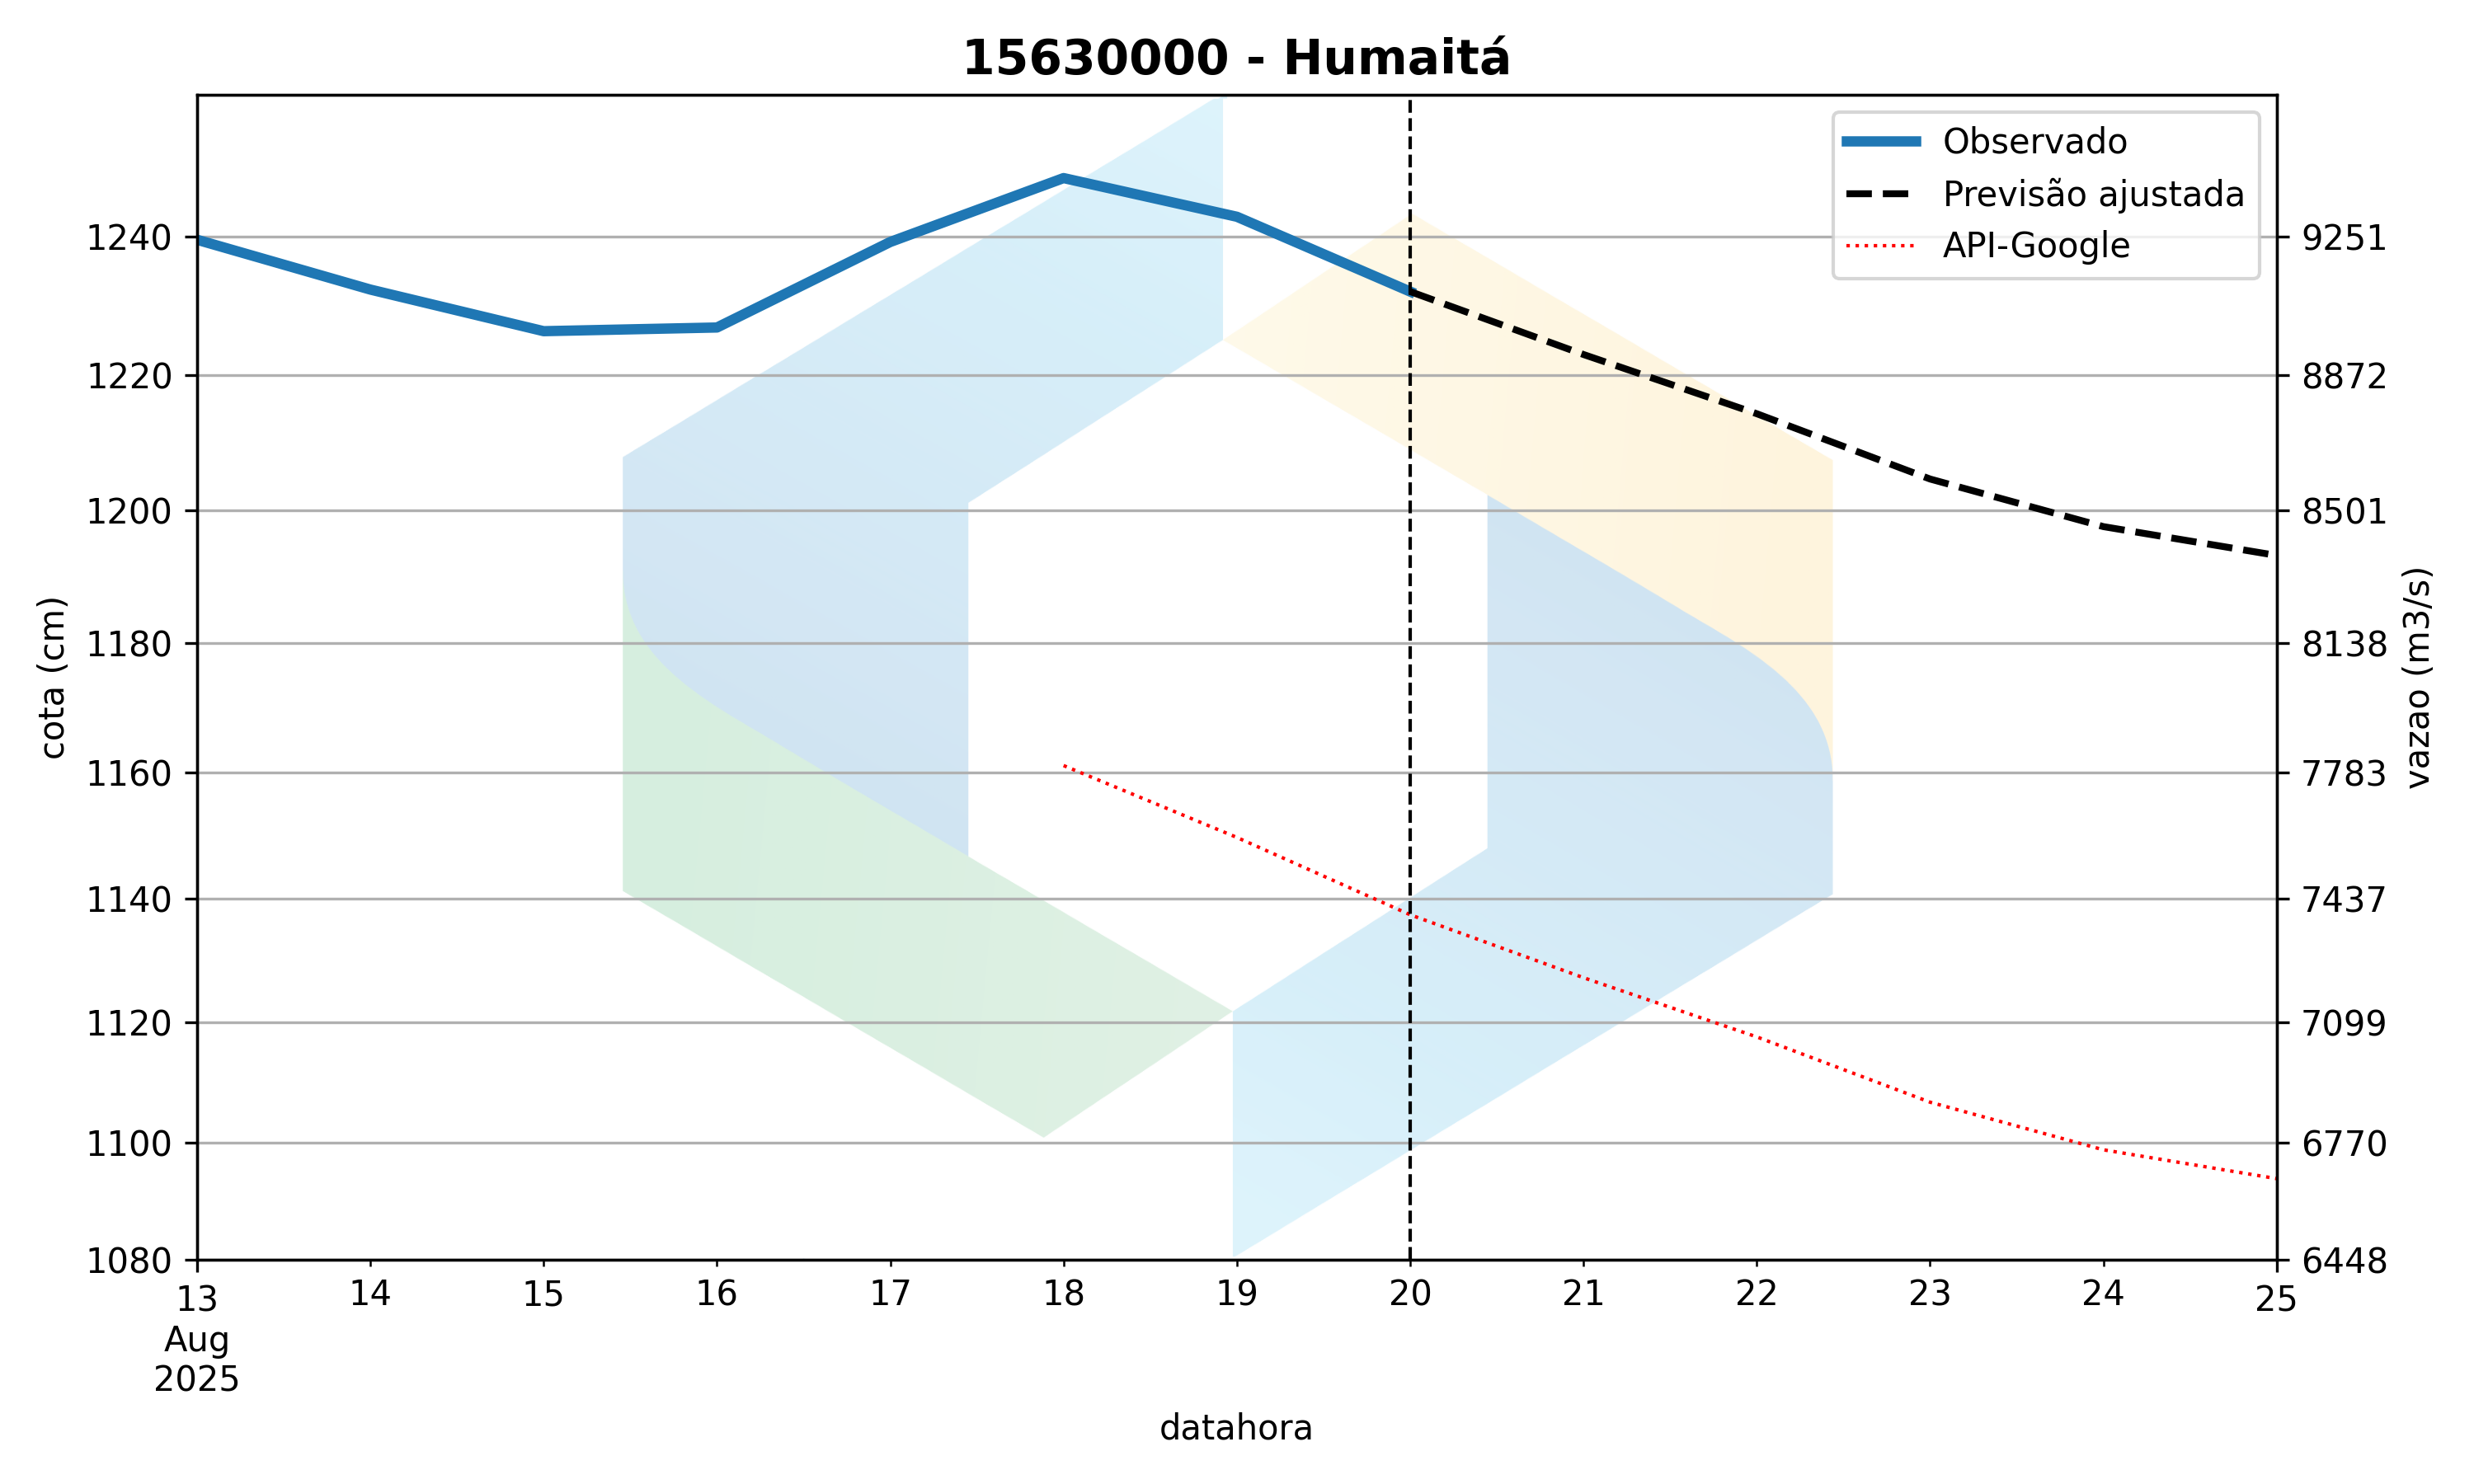 15630000 - Humaitá
Observado
Previsão ajustada
API-Google
cota (cm)
1240
1220
1200
1180
1160
1140
1120
1100
1080
9251
8872
8501
8138
7783
7437
7099
6770
6448
vazao (m3/s)
13 14 15 16 17 18 19 20 21 22 23 24 25
Aug
2025
datahora